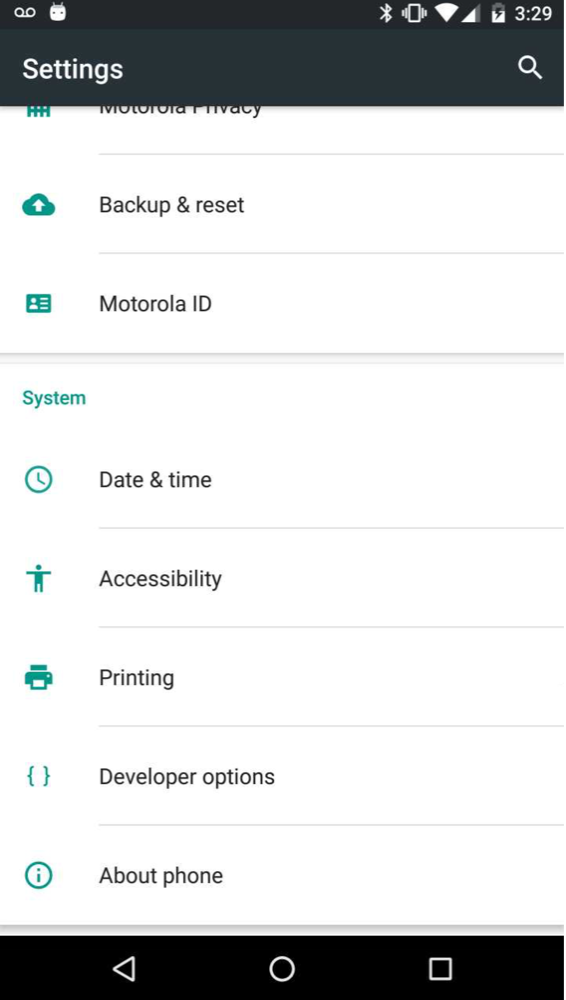 3:29
Settings
Motorola Privacy
Backup & reset
Motorola ID
System
Date & time
Accessibility
Printing
Developer options
About phone